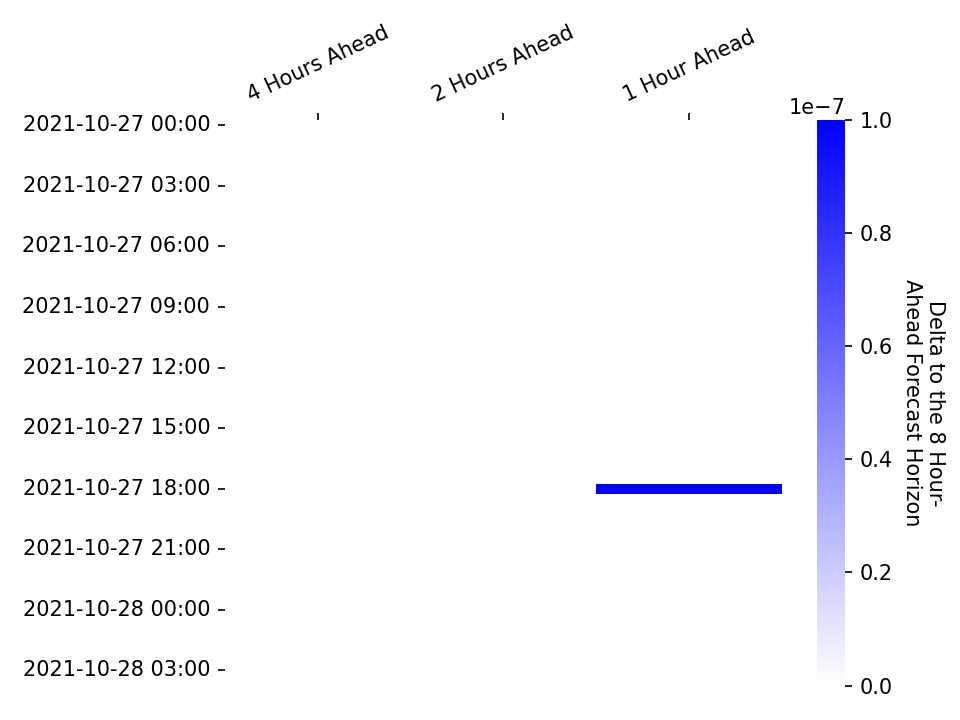 4 Hours Ahead
2 Hours Ahead
1 Hour Ahead
2021-10-27 00:00
2021-10-27 03:00
2021-10-27 06:00
2021-10-27 09:00
2021-10-27 12:00
2021-10-27 15:00
2021-10-27 18:00
2021-10-27 21:00
2021-10-28 00:00
2021-10-28 03:00
1e−7
1.0
0.8
0.6
0.4
0.2
0.0
Delta to the 8 Hour-
Ahead Forecast Horizon